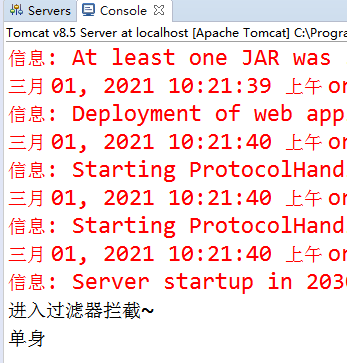 Servers Console
Tomcat v8.5 Server at localhost [Apache Tomcat] C:\Progra
信息: At least one JAR was
三月 01, 2021 10:21:39 上午 or
信息: Deployment of web app
三月 01, 2021 10:21:40 上午 or
信息: Starting ProtocolHand
三月 01, 2021 10:21:40 上午 or
信息: Starting ProtocolHand
三月 01, 2021 10:21:40 上午 or
信息: Server startup in 203
进入过滤器拦截~
单身